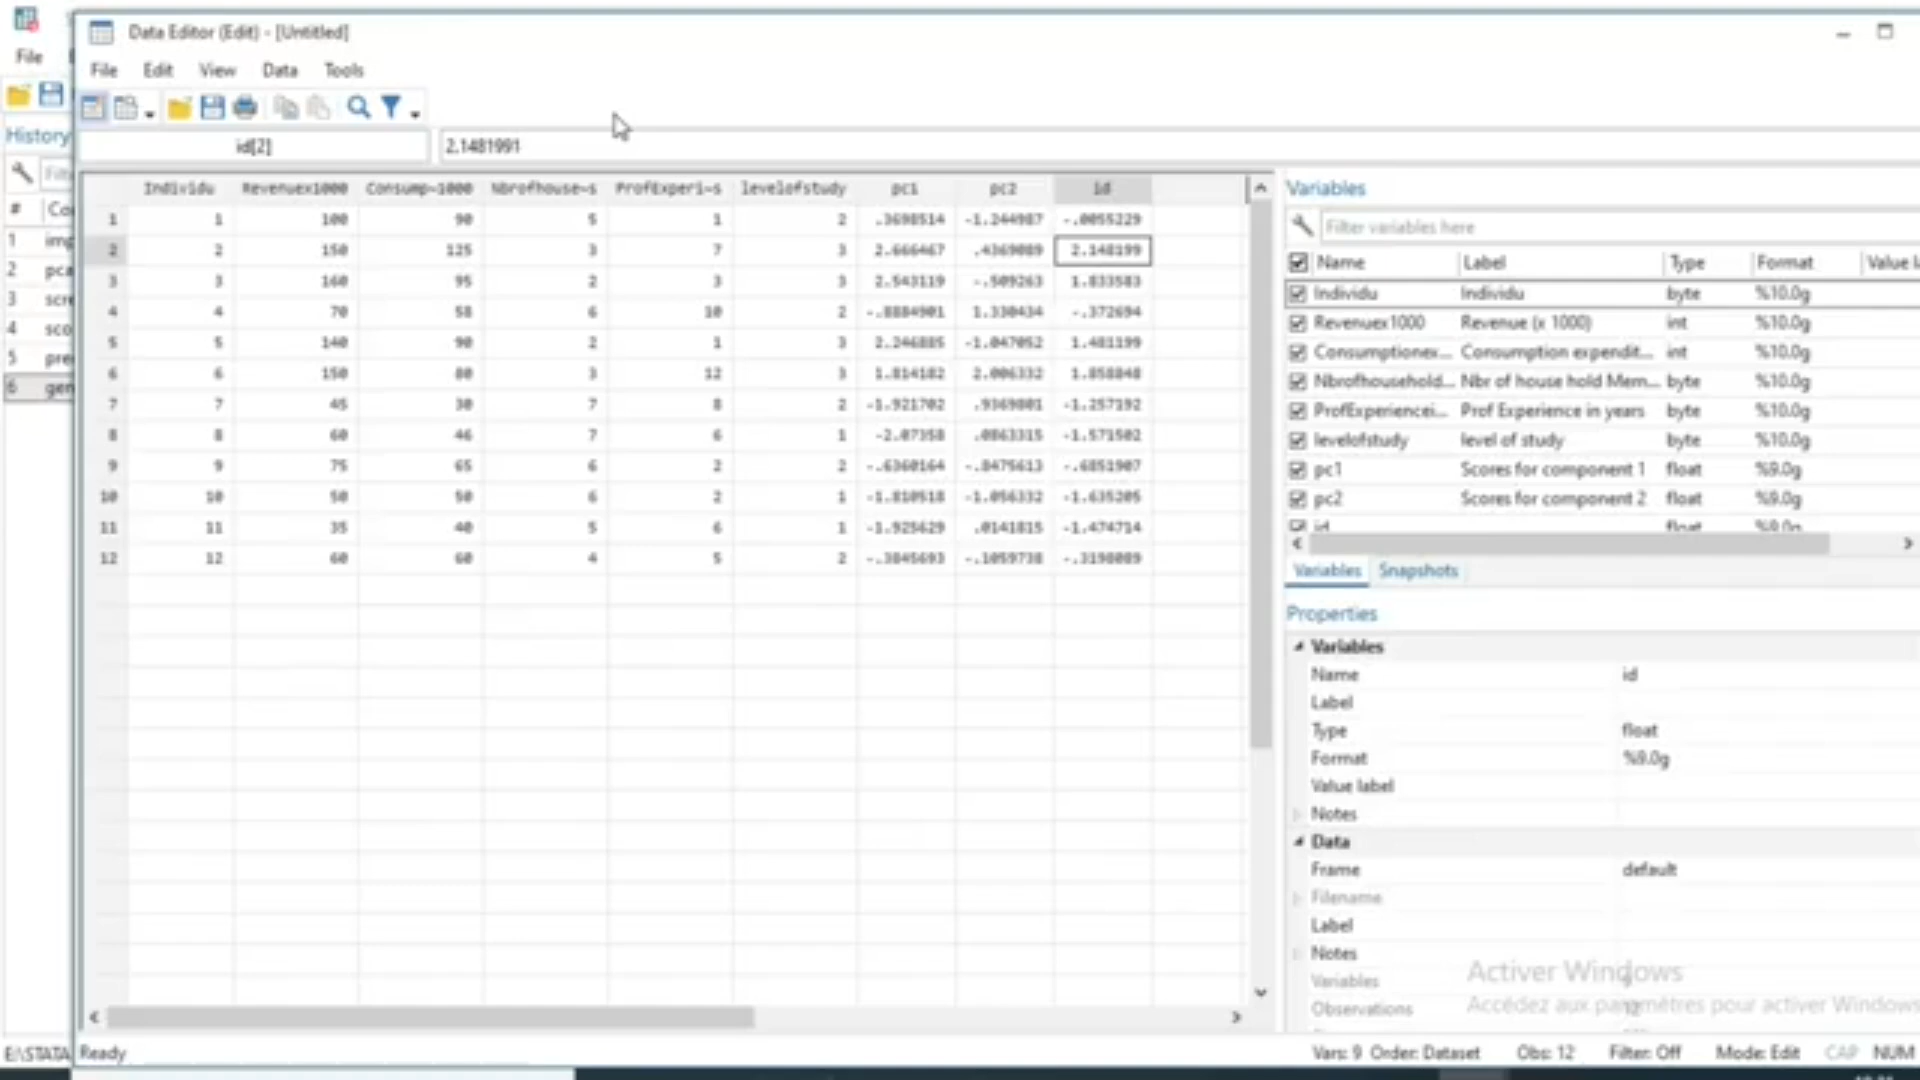 Data Editor (Edit) - [Untitled]
File
File Edit View Data Tools
History
id[2] 2.1481991
#
1
2
3
4
5
6
Individu Revenuex1000 Consump~1000 Nbrofhouse~s ProfExperi~s levelofstudy pc1 pc2 id
1 1 100 90 5 1 2 .3698514 -1.244987 -.0055229
2 2 150 125 3 7 3 2.666467 .4369089 2.148199
3 3 160 95 2 3 3 2.543119 -.509263 1.833583
4 4 70 58 6 10 2 -.8884901 1.330434 -.372694
5 5 140 90 2 1 3 2.246885 -1.047052 1.481199
6 6 150 80 3 12 3 1.814182 2.006332 1.858848
7 7 45 30 7 8 2 -1.921702 .9369801 -1.257192
8 8 60 46 7 6 1 -2.07358 .0863315 -1.571502
9 9 75 65 6 2 2 -.6360164 -.8475613 -.6851907
10 10 50 50 6 2 1 -1.810518 -1.056332 -1.635205
11 11 35 40 5 6 1 -1.925629 .0141815 -1.474714
12 12 60 60 4 5 2 -.3845693 -.1059738 -.3198089
Variables
Filter variables here
Name Label Type Format Value
Individu Individu byte %10.0g
Revenuex1000 Revenue (x 1000) int %10.0g
Consumptionex... Consumption expendit... int %10.0g
Nbrofhousehold... Nbr of house hold Mem... byte %10.0g
ProfExperiencei... Prof Experience in years byte %10.0g
levelofstudy level of study byte %10.0g
pc1 Scores for component 1 float %9.0g
pc2 Scores for component 2 float %9.0g
id float %9.0g
Variables Snapshots
Properties
Variables
Name id
Label
Type float
Format %9.0g
Value label
Notes
Data
Frame default
Filename
Label
Notes
Variables 9
Observations 12
Activer Windows
Accédez aux paramètres pour activer Windows
E:\STATA
Ready Vars: 9 Order: Dataset Obs: 12 Filter: Off Mode: Edit CAP NUM